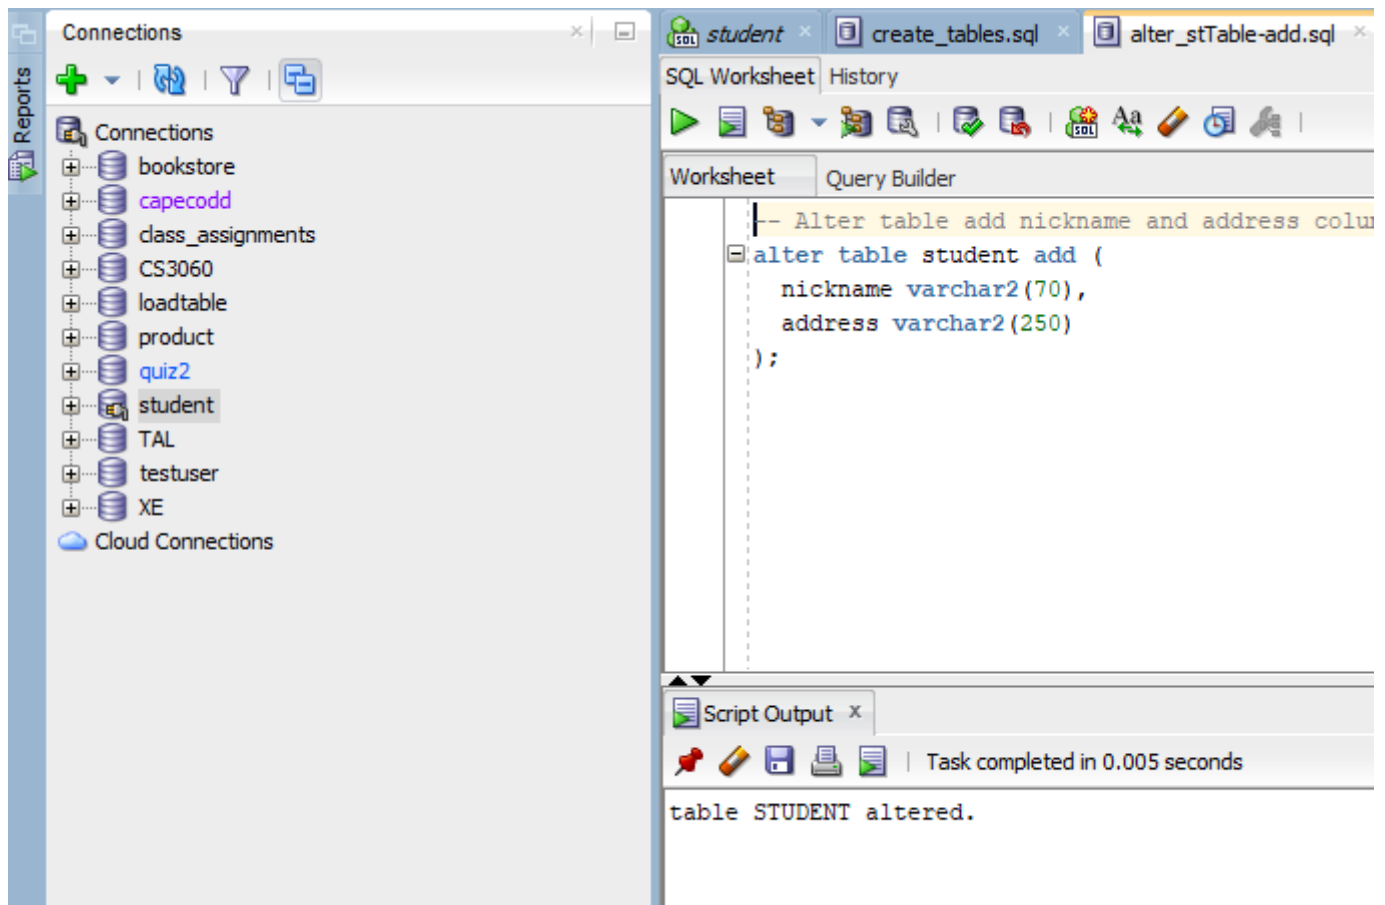 Reports
Connections
Connections
bookstore
capecodd
class_assignments
CS3060
loadtable
product
quiz2
student
TAL
testuser
XE
Cloud Connections
student create_tables.sql alter_stTable-add.sql
SQL Worksheet History
Worksheet Query Builder
-- Alter table add nickname and address colu
alter table student add (
nickname varchar2(70),
address varchar2(250)
);
Script Output
Task completed in 0.005 seconds
table STUDENT altered.